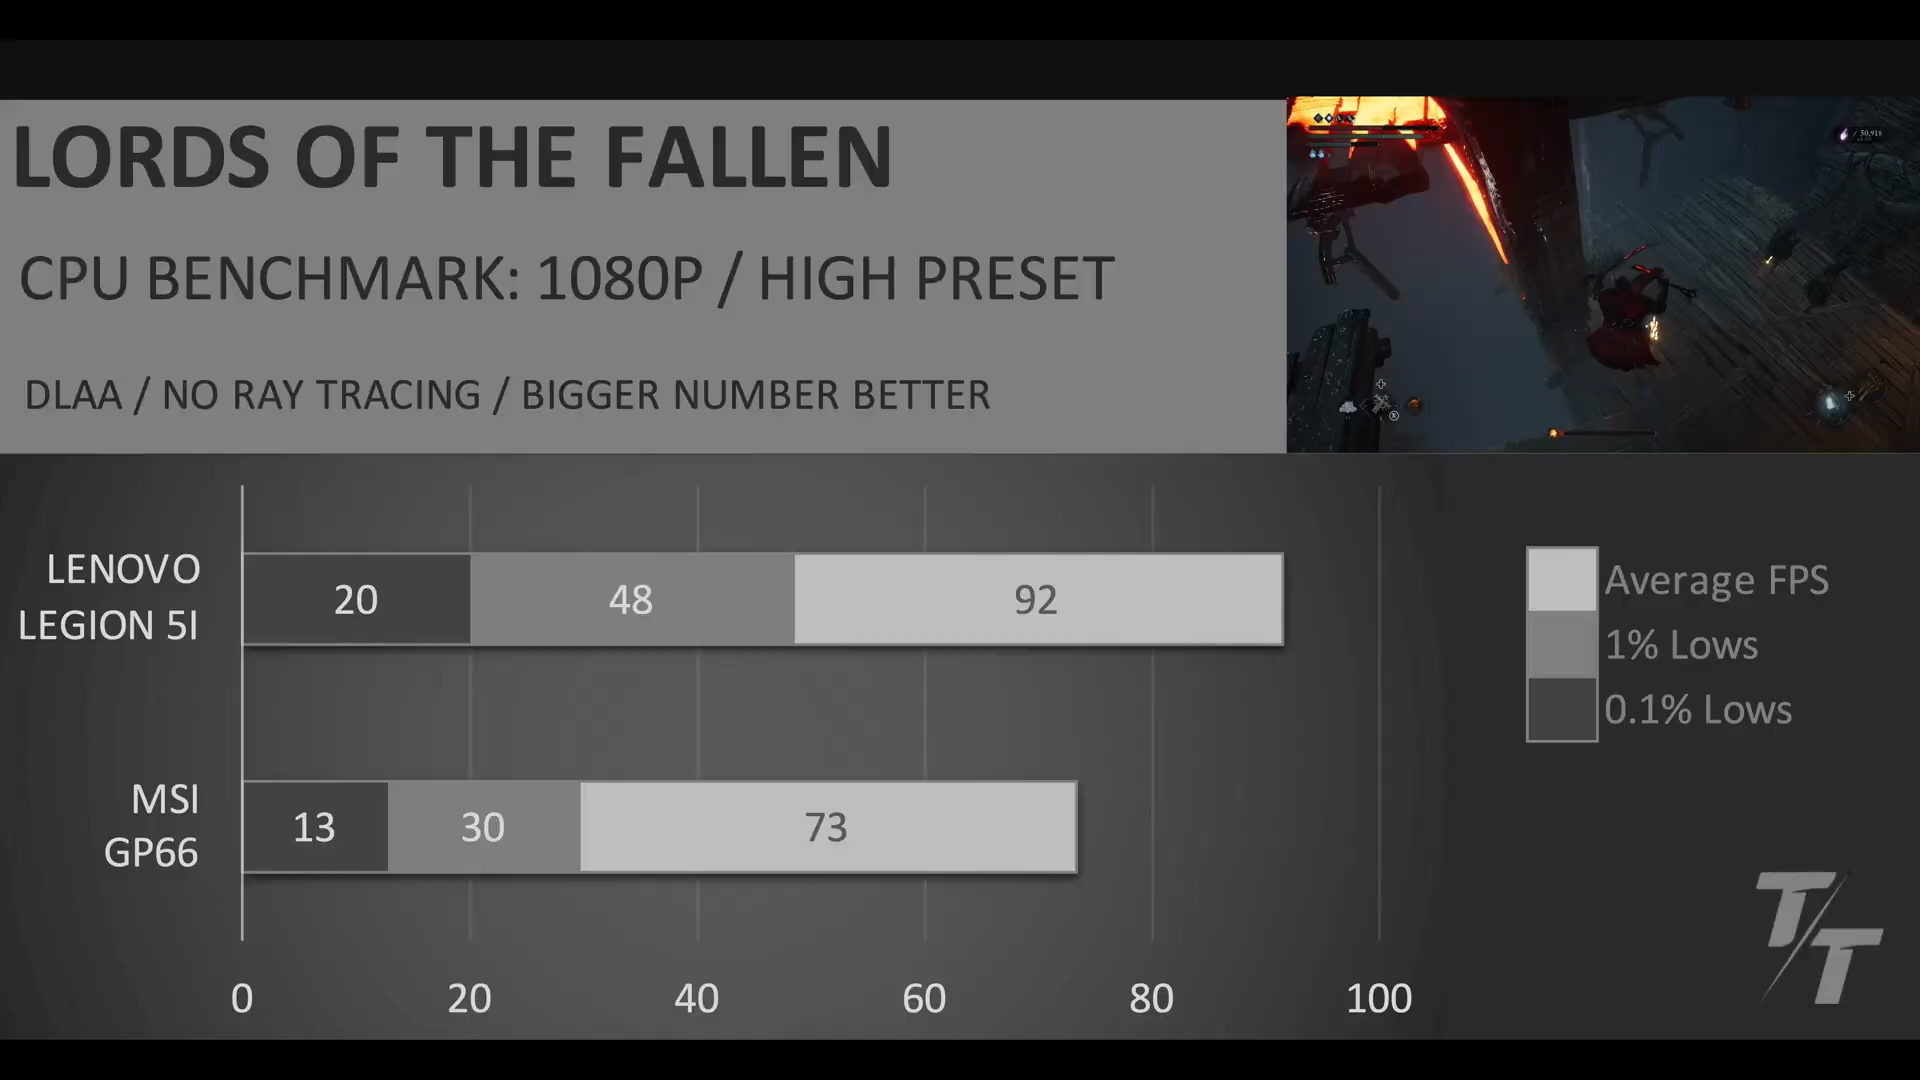 LORDS OF THE FALLEN
CPU BENCHMARK: 1080P / HIGH PRESET
DLAA / NO RAY TRACING / BIGGER NUMBER BETTER
50,918
LENOVO
LEGION 5I
20
48
92
MSI
GP66
13
30
73
0
20
40
60
80
100
Average FPS
1% Lows
0.1% Lows
T/T